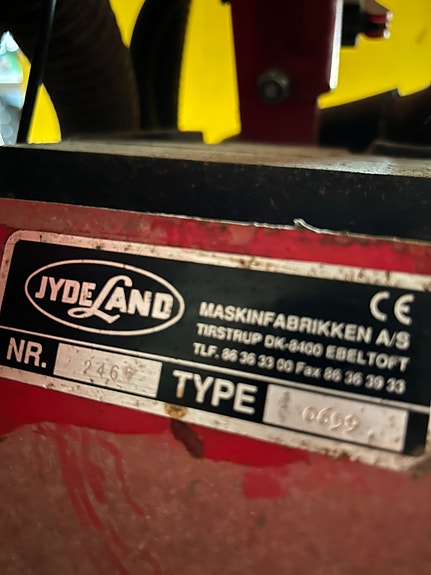 JYDELAND
CE
MASKINFABRIKKEN A/S
TIRSTRUP DK-8400 EBELTOFT
TLF. 86 36 33 00 Fax 86 36 39 33
NR.
TYPE